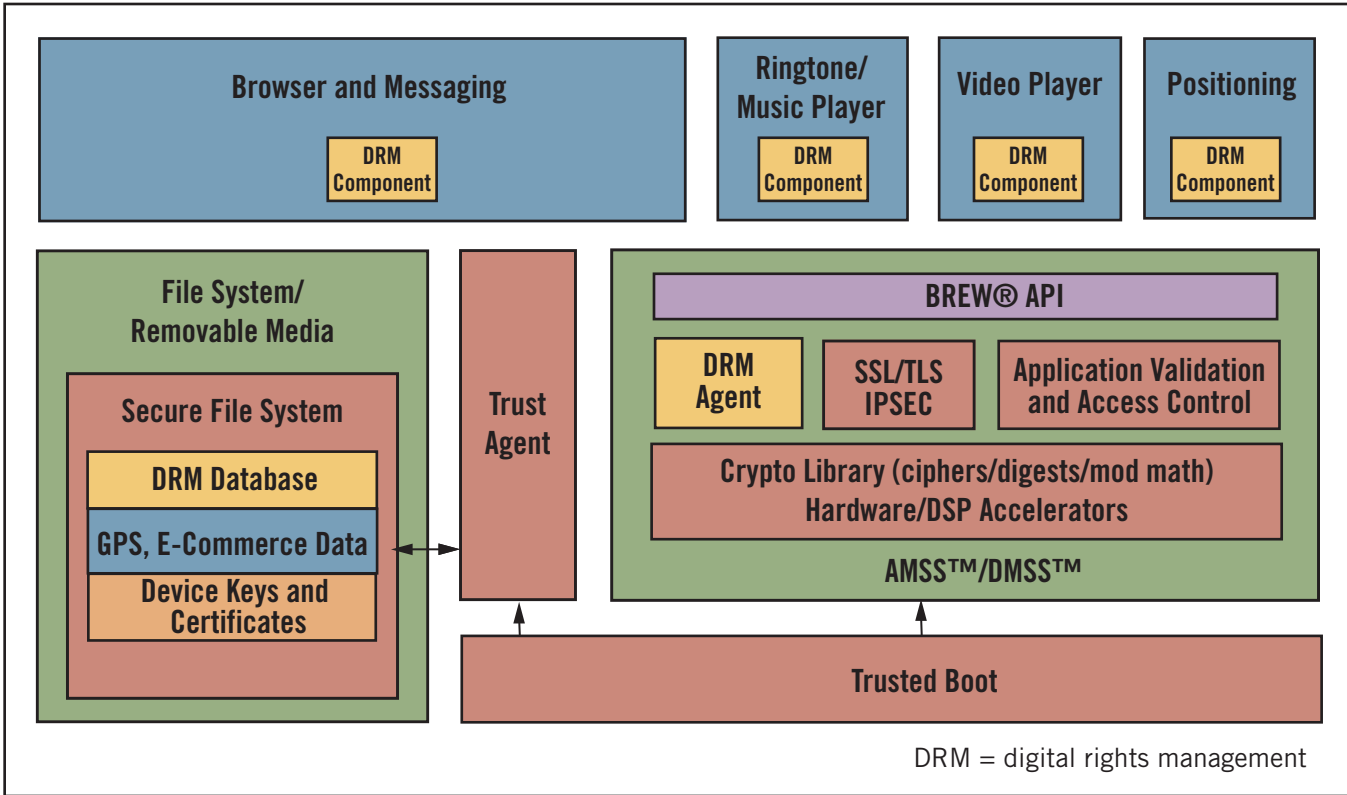 Browser and Messaging
DRM
Component
Ringtone/
Music Player
DRM
Component
Video Player
DRM
Component
Positioning
DRM
Component
File System/
Removable Media
Secure File System
DRM Database
GPS, E-Commerce Data
Device Keys and
Certificates
Trust
Agent
BREW® API
DRM
Agent
SSL/TLS
IPSEC
Application Validation
and Access Control
Crypto Library (ciphers/digests/mod math)
Hardware/DSP Accelerators
AMSS™/DMSS™
Trusted Boot
DRM = digital rights management